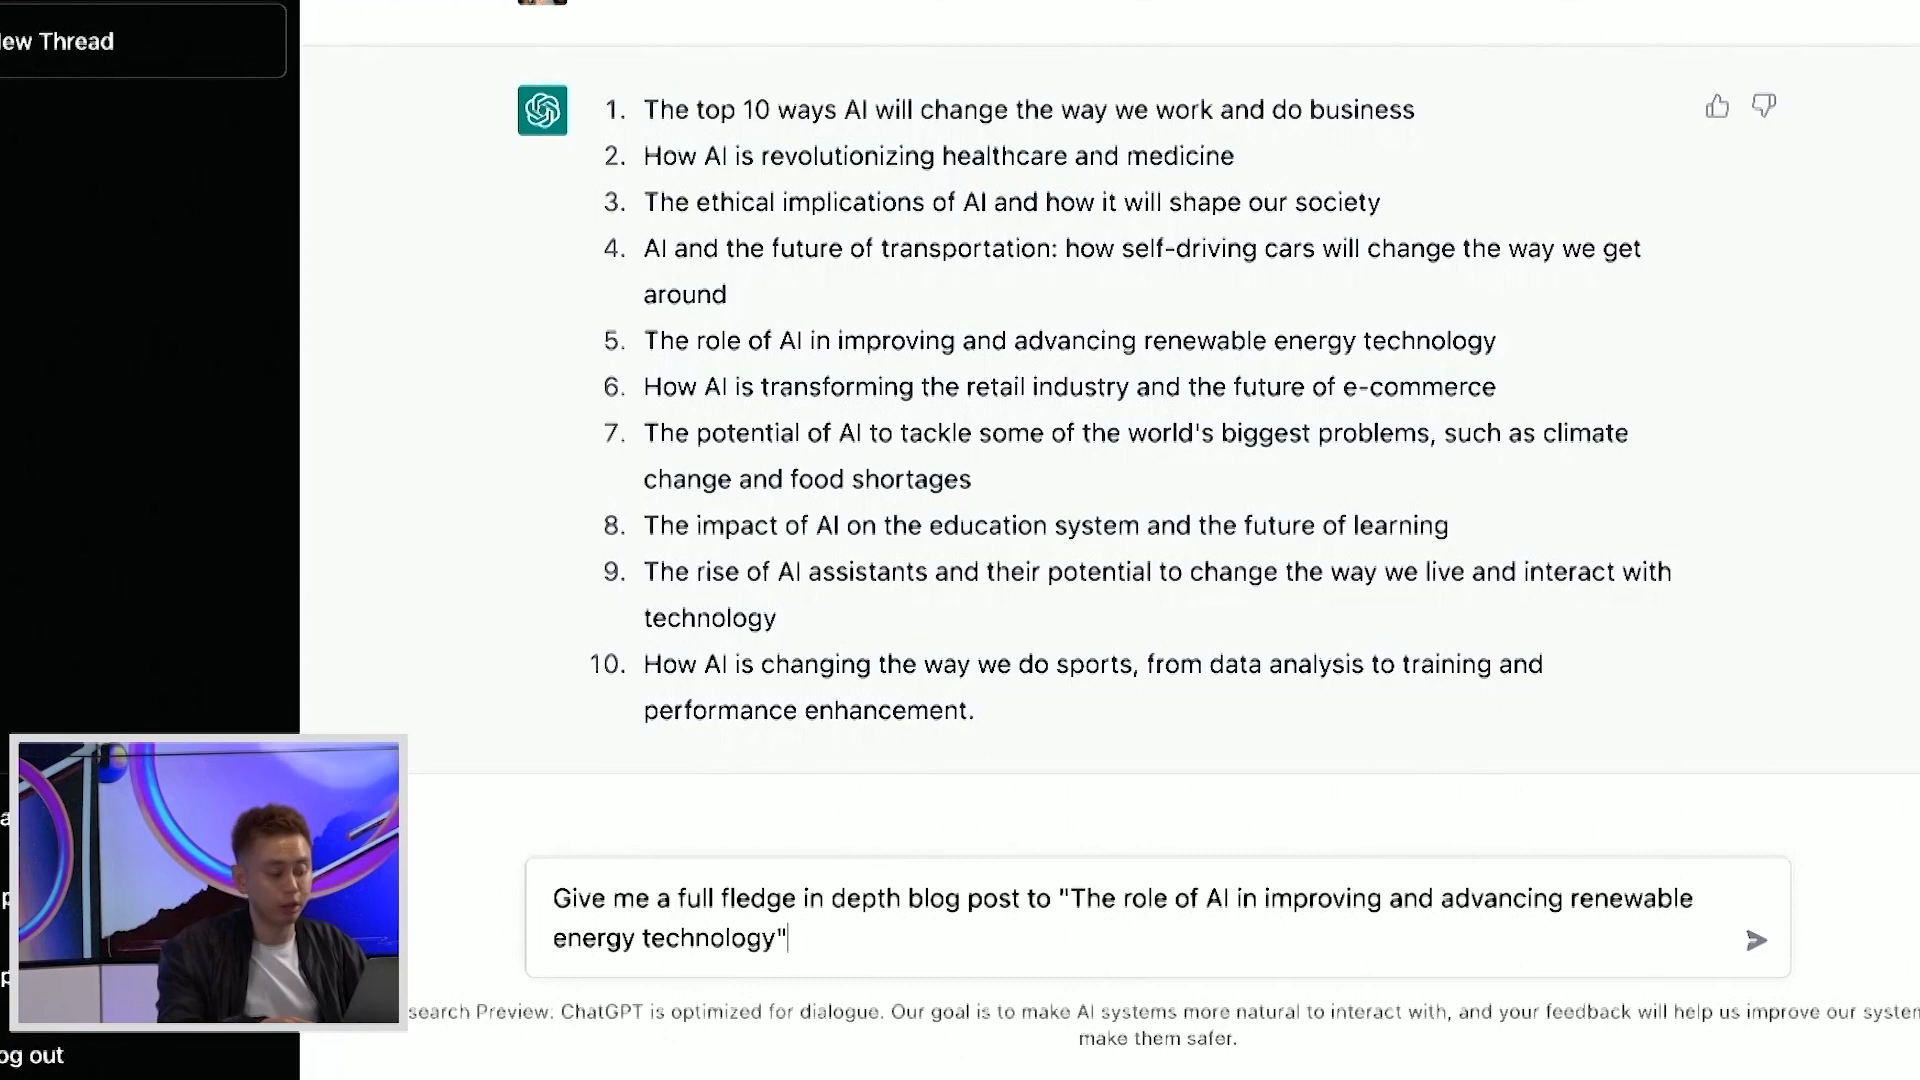 ew Thread
1. The top 10 ways AI will change the way we work and do business
2. How AI is revolutionizing healthcare and medicine
3. The ethical implications of AI and how it will shape our society
4. AI and the future of transportation: how self-driving cars will change the way we get
around
5. The role of AI in improving and advancing renewable energy technology
6. How AI is transforming the retail industry and the future of e-commerce
7. The potential of AI to tackle some of the world's biggest problems, such as climate
change and food shortages
8. The impact of AI on the education system and the future of learning
9. The rise of AI assistants and their potential to change the way we live and interact with
technology
10. How AI is changing the way we do sports, from data analysis to training and
performance enhancement.
Give me a full fledge in depth blog post to "The role of AI in improving and advancing renewable
energy technology"
search Preview: ChatGPT is optimized for dialogue. Our goal is to make AI systems more natural to interact with, and your feedback will help us improve our system
make them safer.
og out